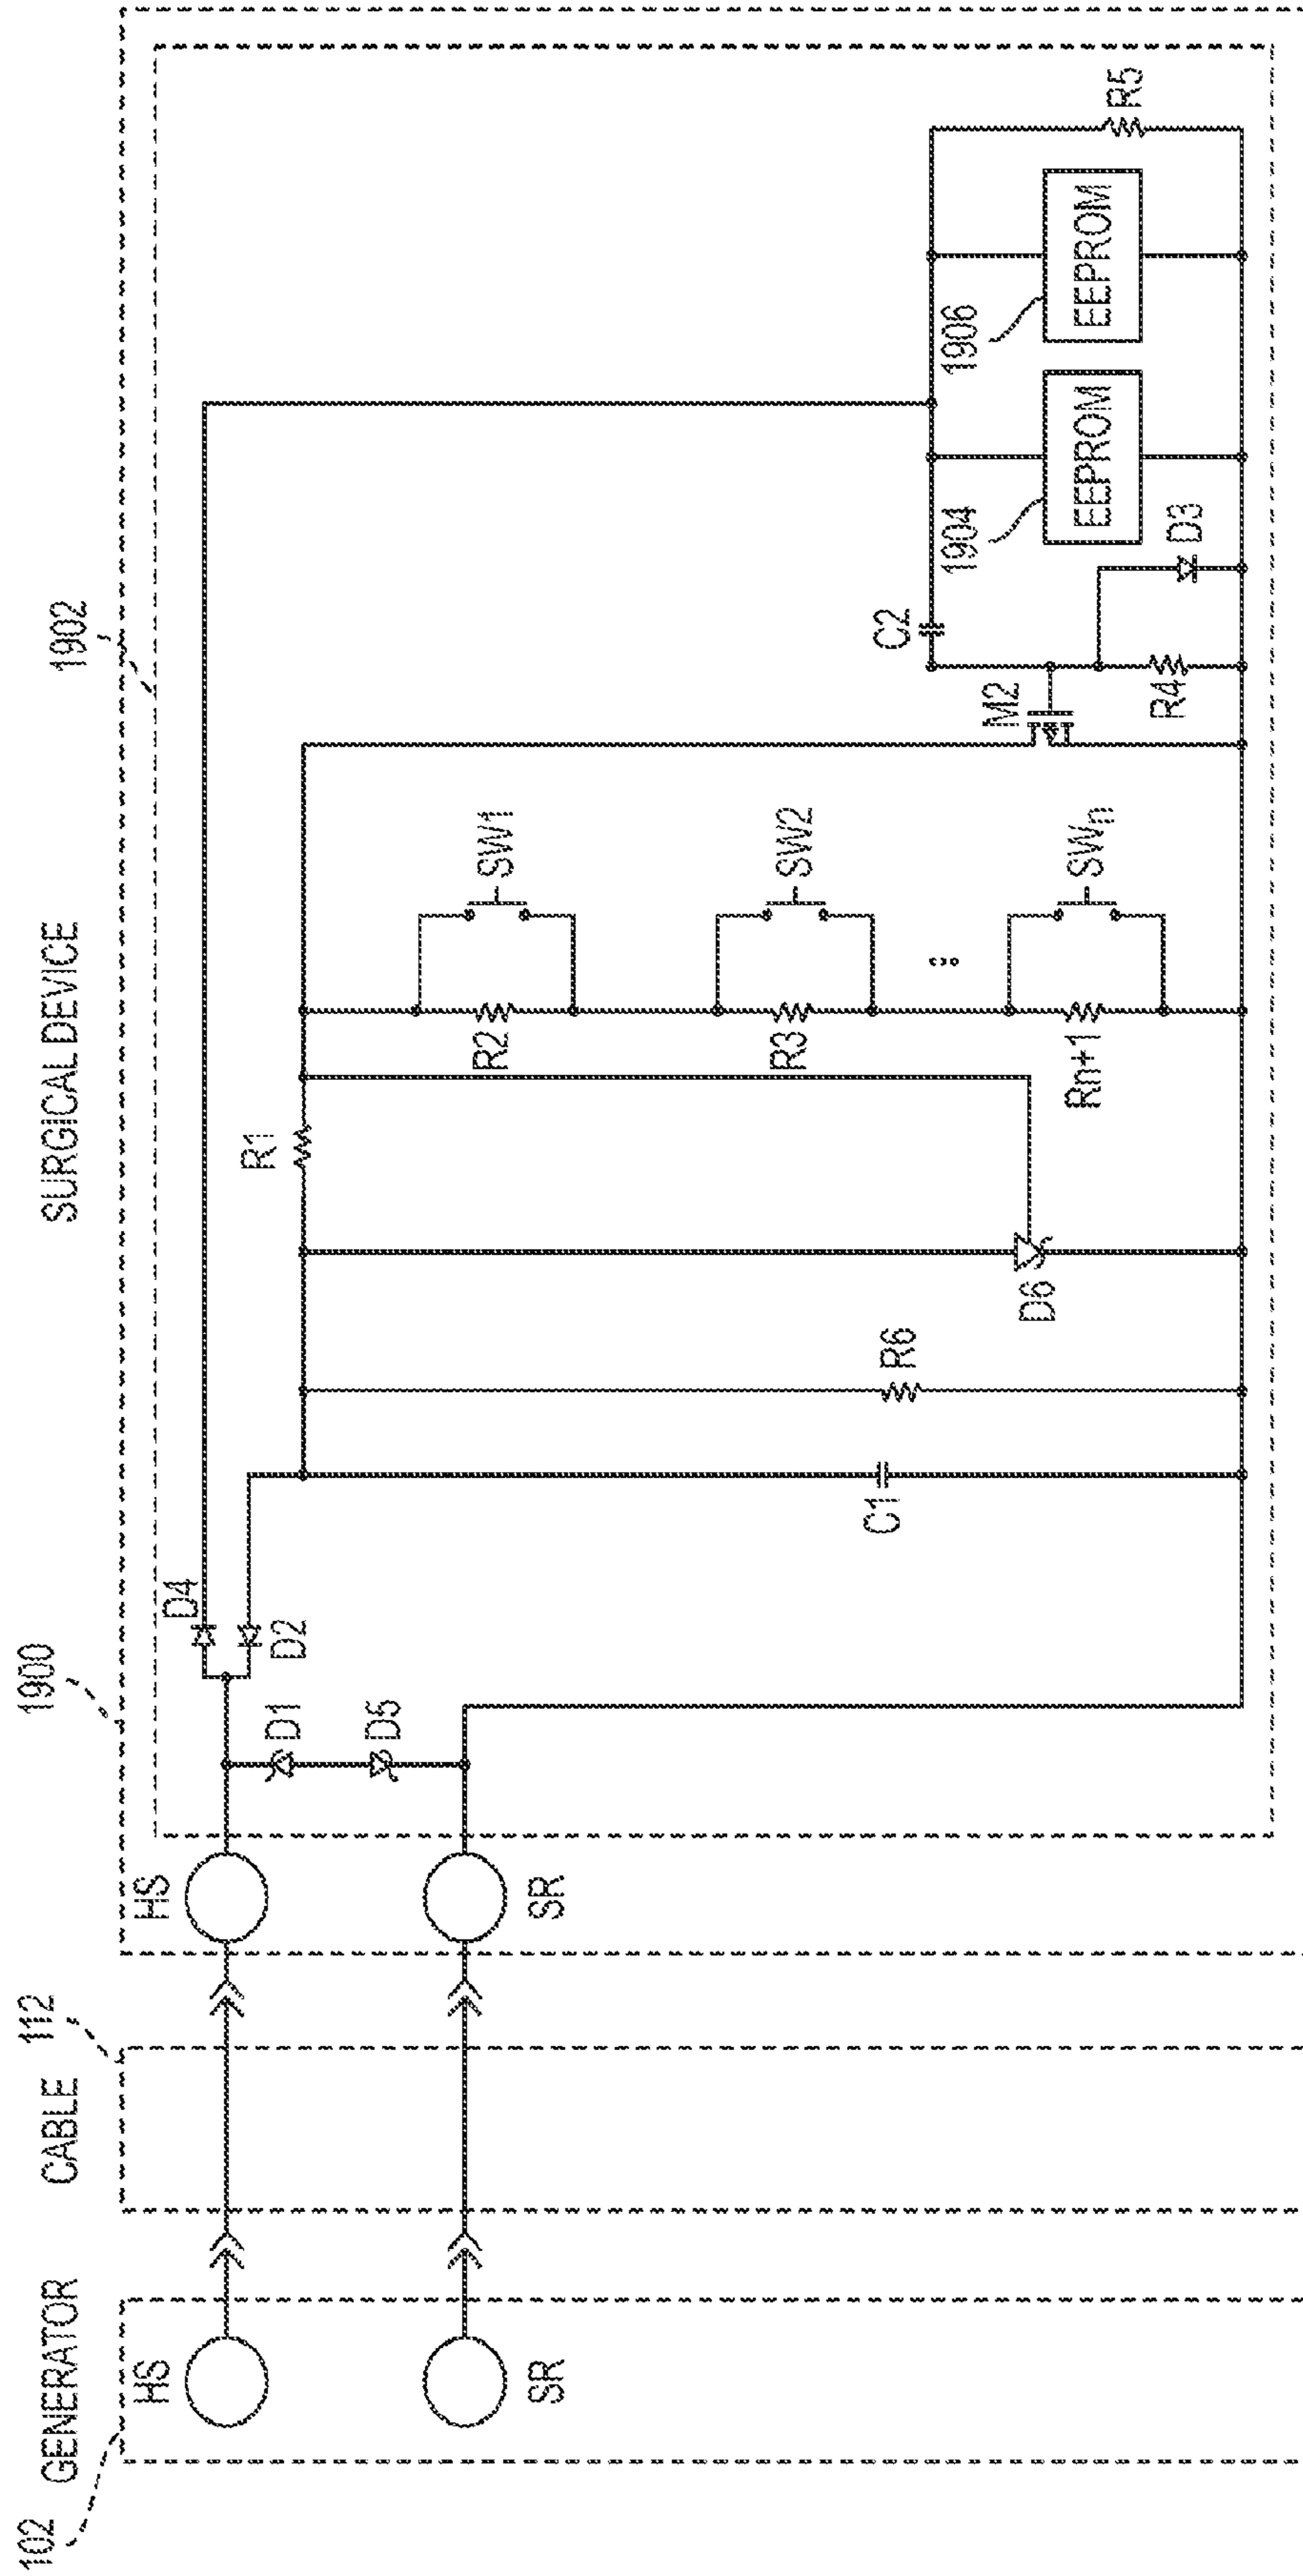 102
GENERATOR
CABLE
112
1900
SURGICAL DEVICE
1902
HS
SR
HS
SR
D1
D5
D4
D2
C1
R6
D6
R1
R2
SW1
R3
SW2
Rn+1
SWn
M2
R4
C2
D3
1904
EEPROM
1906
EEPROM
R5